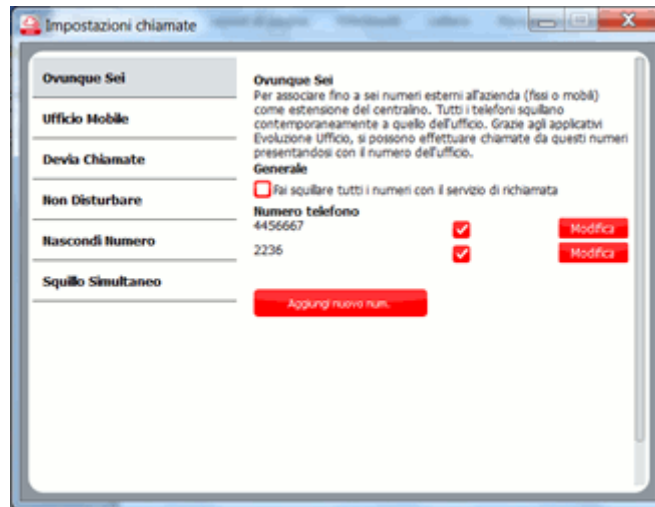 Impostazioni chiamate
Ovunque Sei
Ufficio Mobile
Devia Chiamate
Non Disturbare
Nascondi Numero
Squillo Simultaneo
Ovunque Sei
Per associare fino a sei numeri esterni all'azienda (fissi o mobili)
come estensione del centralino. Tutti i telefoni squillano
contemporaneamente a quello dell'ufficio. Grazie agli applicativi
Evoluzione Ufficio, si possono effettuare chiamate da questi numeri
presentandosi con il numero dell'ufficio.
Generale
Fai squillare tutti i numeri con il servizio di richiamata
Numero telefono
4456667 Modifica
2236 Modifica
Aggiungi nuovo num.